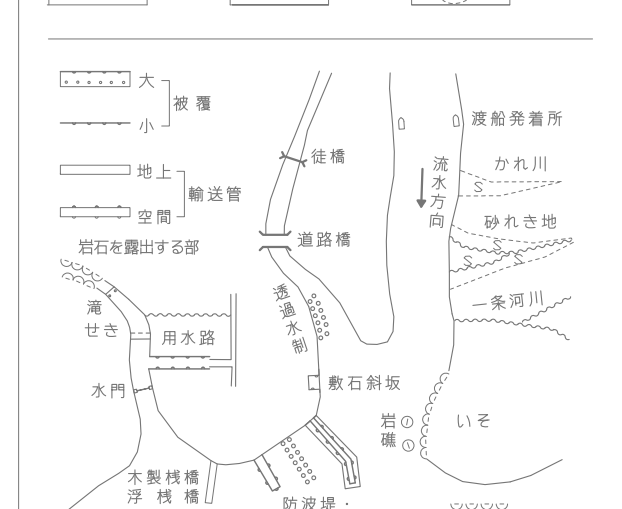 大
被覆
小
渡船発着所
徒橋
流水方向
かれ川
地上
輸送管
空間
砂れき地
道路橋
岩石を露出する部
透過水制
一条河川
滝
せき
用水路
水門
敷石斜坂
岩礁
いそ
木製桟橋
浮桟橋
防波堤・